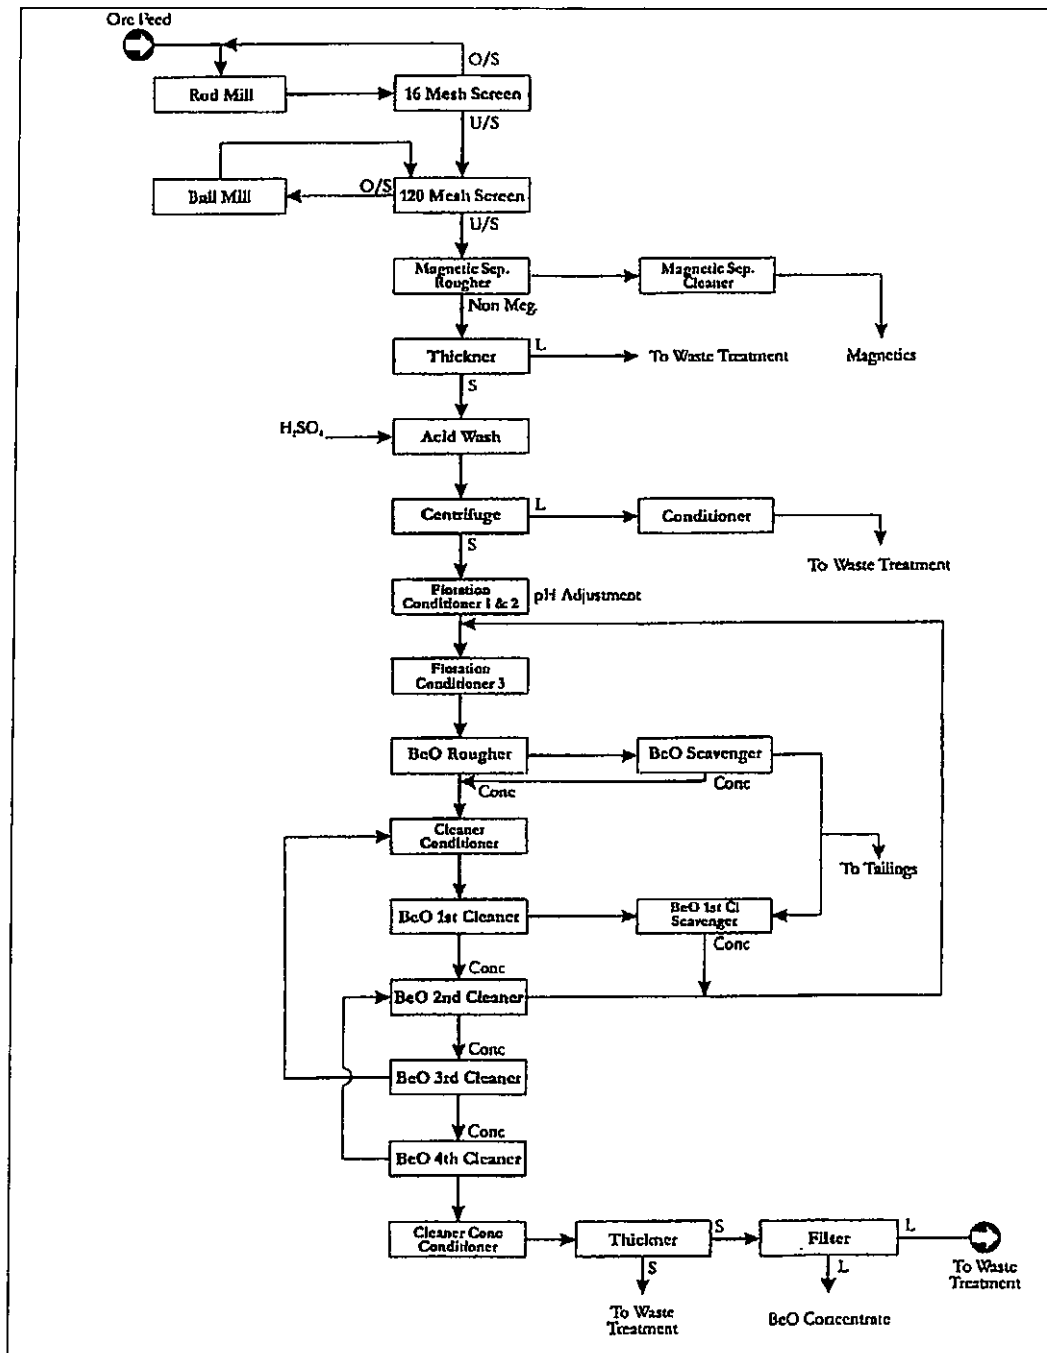 Ore Feed
O/S
Rod Mill
16 Mesh Screen
U/S
Ball Mill
O/S
120 Mesh Screen
U/S
Magnetic Sep.
Rougher
Magnetic Sep.
Cleaner
Non Meg.
Thickner
L
To Waste Treatment
Magnetics
S
H₂SO₄
Acid Wash
Centrifuge
L
Conditioner
S
To Waste Treatment
Flotation
Conditioner 1 & 2
pH Adjustment
Flotation
Conditioner 3
BeO Rougher
BeO Scavenger
Conc
Conc
Cleaner
Conditioner
To Tailings
BeO 1st Cleaner
BeO 1st Cl
Scavenger
Conc
Conc
BeO 2nd Cleaner
Conc
BeO 3rd Cleaner
Conc
BeO 4th Cleaner
Cleaner Conc
Conditioner
Thickner
S
Filter
L
S
L
To Waste
Treatment
To Waste
Treatment
BeO Concentrate